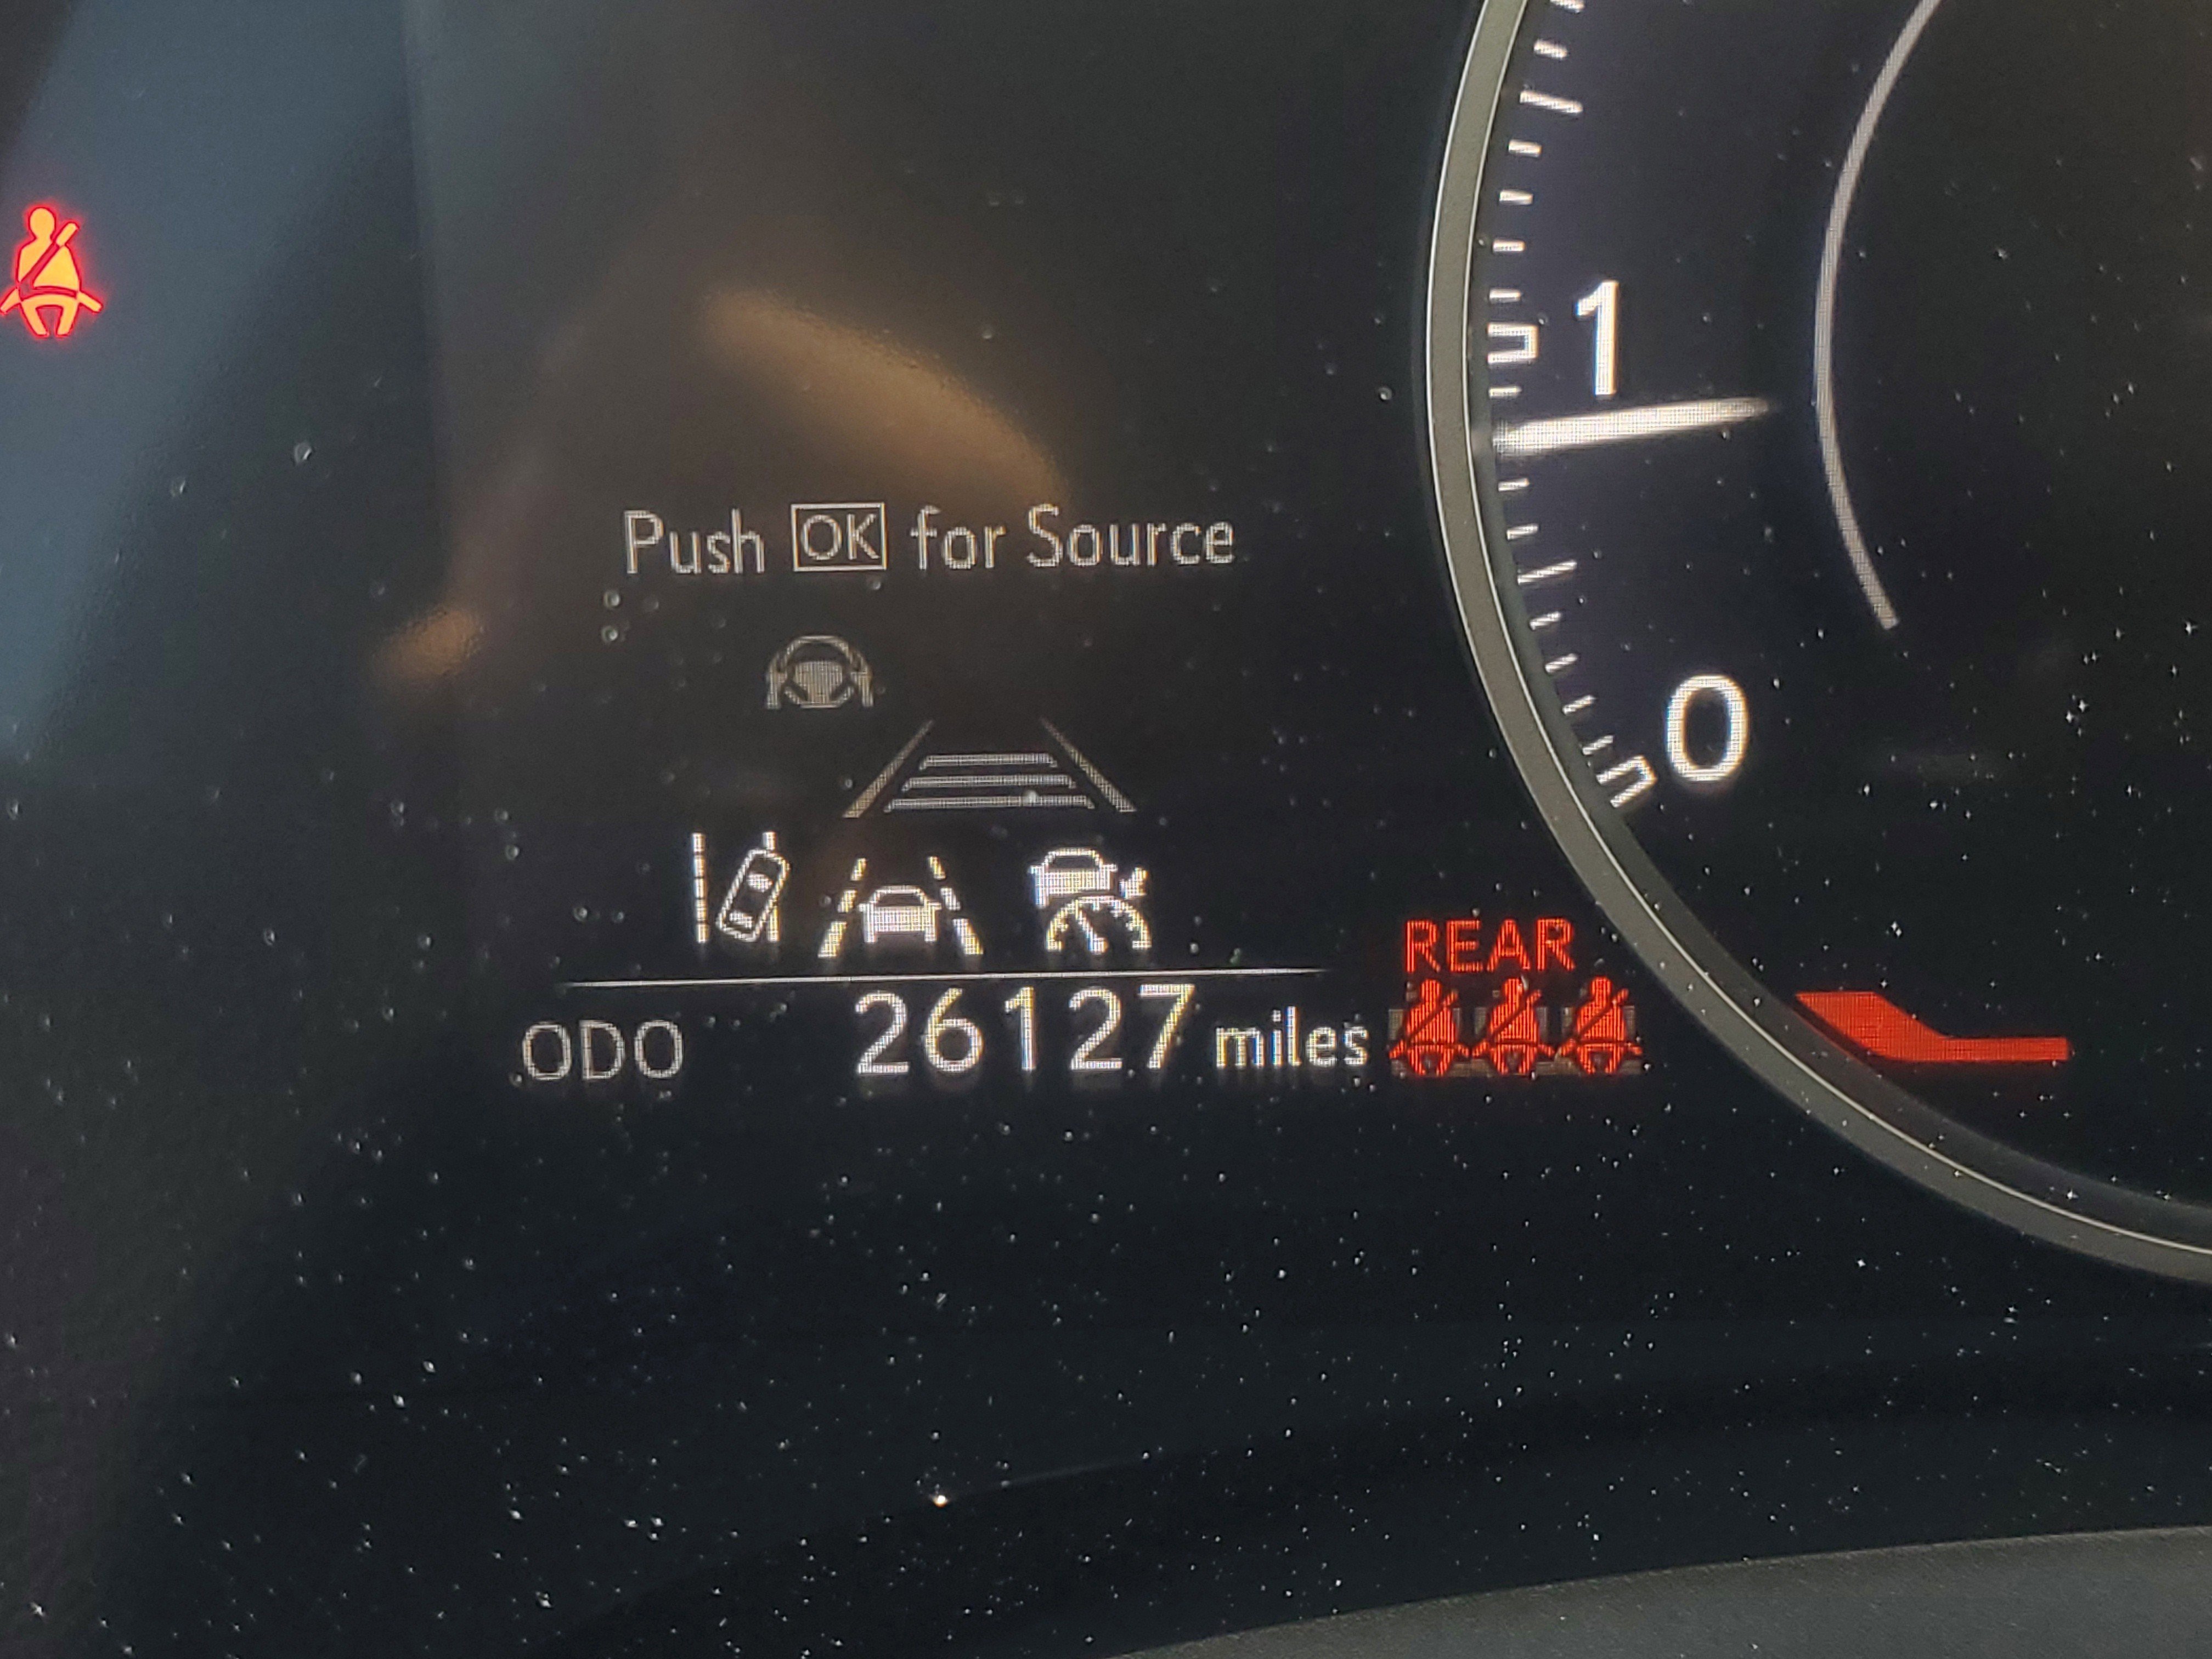 1
Push OK for Source
0
REAR
ODO 26127 miles